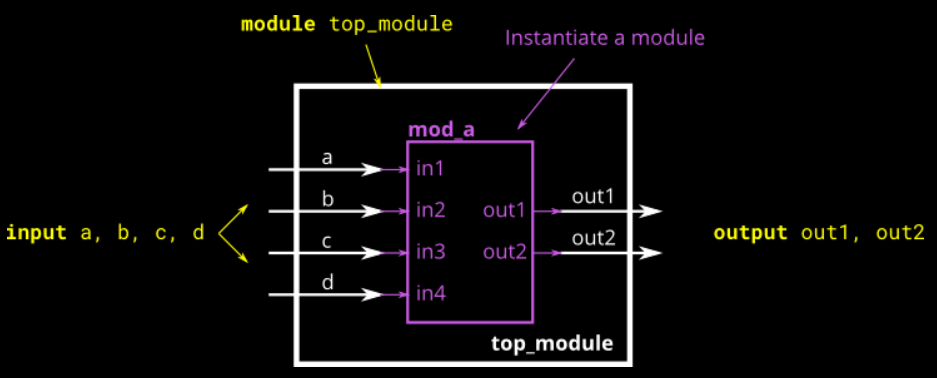 module top_module
Instantiate a module
mod_a
a
in1
b
in2
out1
out1
input a, b, c, d
output out1, out2
c
in3
out2
out2
d
in4
top_module